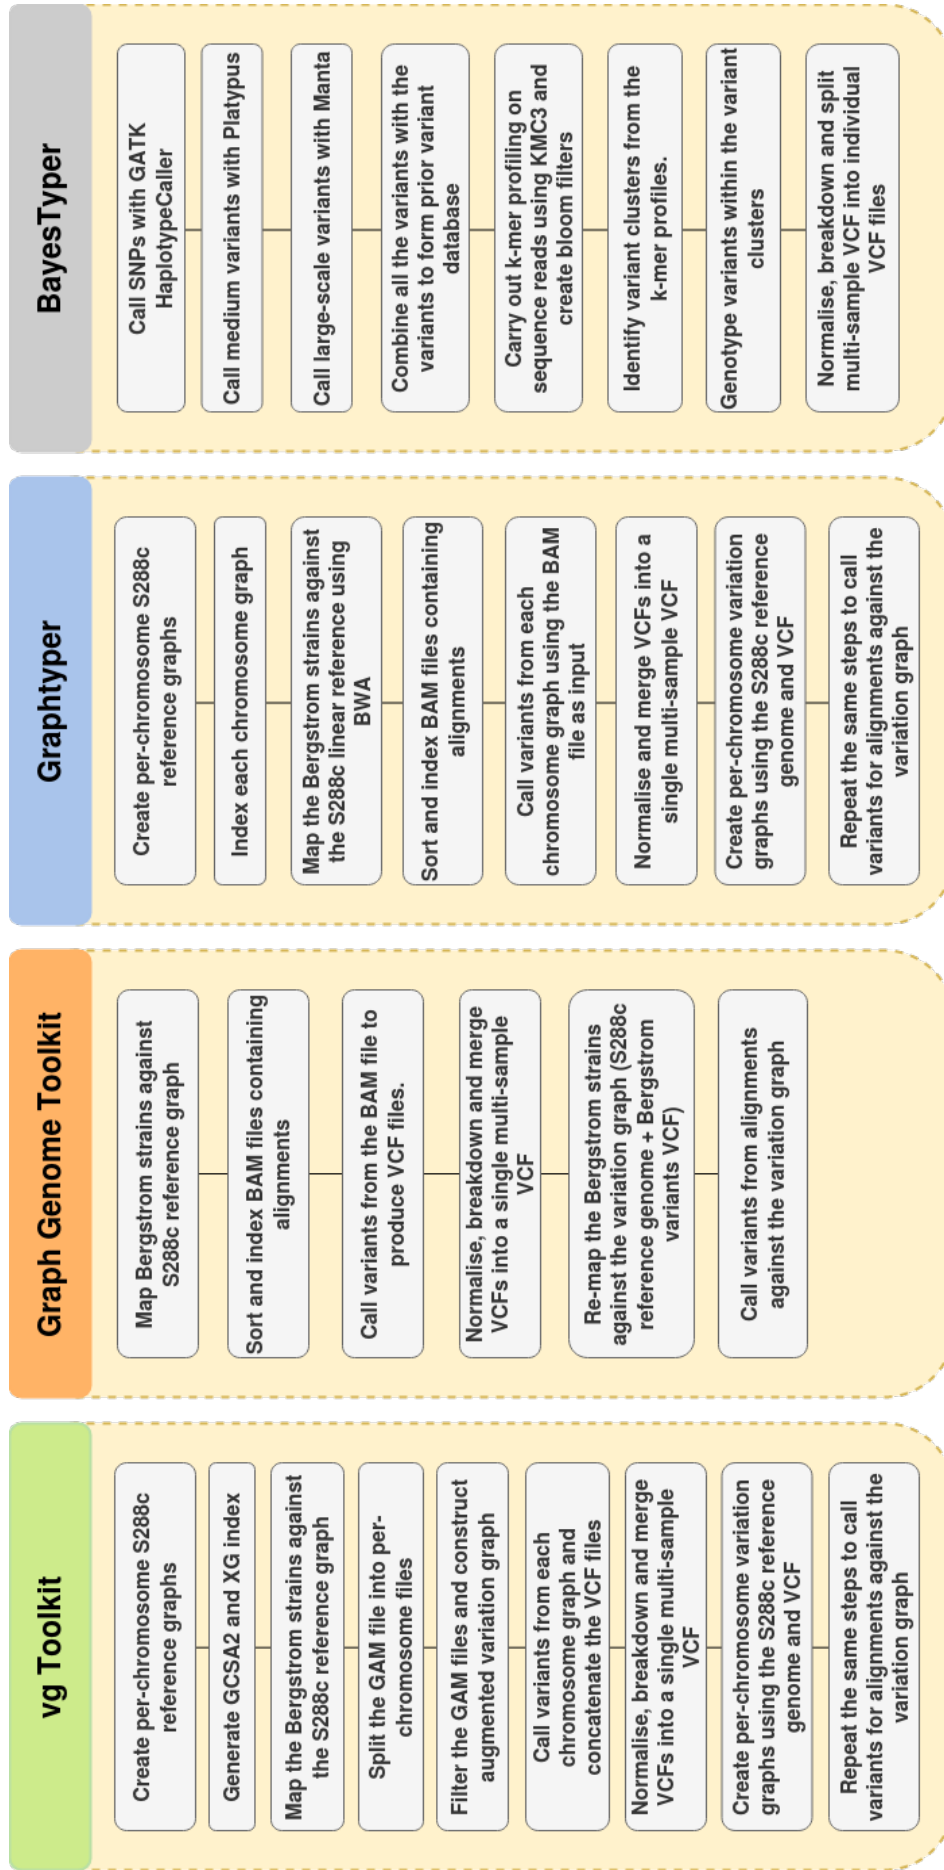 vg Toolkit
Create per-chromosome S288c
reference graphs
Generate GCSA2 and XG index
Map the Bergstrom strains against
the S288c reference graph
Split the GAM file into per-
chromosome files
Filter the GAM files and construct
augmented variation graph
Call variants from each
chromosome graph and
concatenate the VCF files
Normalise, breakdown and merge
VCFs into a single multi-sample
VCF
Create per-chromosome variation
graphs using the S288c reference
genome and VCF
Repeat the same steps to call
variants for alignments against the
variation graph
Graph Genome Toolkit
Map Bergstrom strains against
S288c reference graph
Sort and index BAM files containing
alignments
Call variants from the BAM file to
produce VCF files.
Normalise, breakdown and merge
VCFs into a single multi-sample
VCF
Re-map the Bergstrom strains
against the variation graph (S288c
reference genome + Bergstrom
variants VCF)
Call variants from alignments
against the variation graph
Graphtyper
Create per-chromosome S288c
reference graphs
Index each chromosome graph
Map the Bergstrom strains against
the S288c linear reference using
BWA
Sort and index BAM files containing
alignments
Call variants from each
chromosome graph using the BAM
file as input
Normalise and merge VCFs into a
single multi-sample VCF
Create per-chromosome variation
graphs using the S288c reference
genome and VCF
Repeat the same steps to call
variants for alignments against the
variation graph
BayesTyper
Call SNPs with GATK
HaplotypeCaller
Call medium variants with Platypus
Call large-scale variants with Manta
Combine all the variants with the
variants to form prior variant
database
Carry out k-mer profiling on
sequence reads using KMC3 and
create bloom filters
Identify variant clusters from the
k-mer profiles.
Genotype variants within the variant
clusters
Normalise, breakdown and split
multi-sample VCF into individual
VCF files